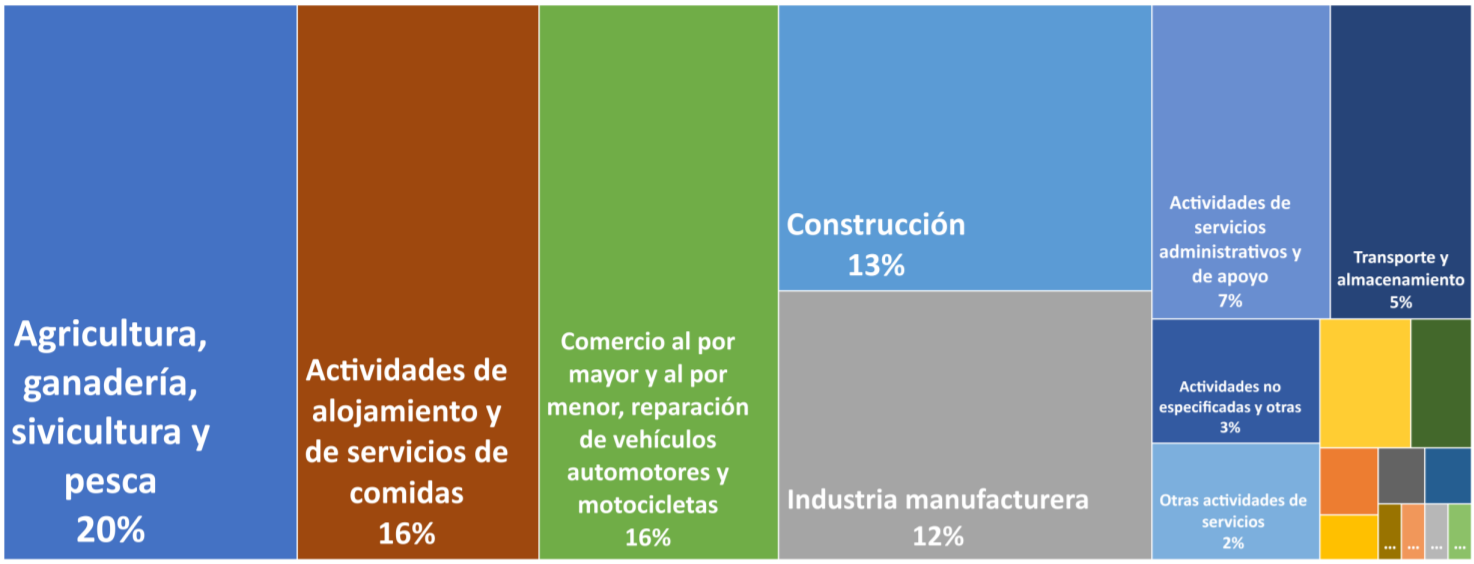 Agricultura,
ganadería,
sivicultura y
pesca
20%
Actividades de
alojamiento y
de servicios de
comidas
16%
Comercio al por
mayor y al por
menor, reparación
de vehículos
automotores y
motocicletas
16%
Construcción
13%
Industria manufacturera
12%
Actividades de
servicios
administrativos y
de apoyo
7%
Transporte y
almacenamiento
5%
Actividades no
especificadas y otras
3%
Otras actividades de
servicios
2%
... ... ... ...